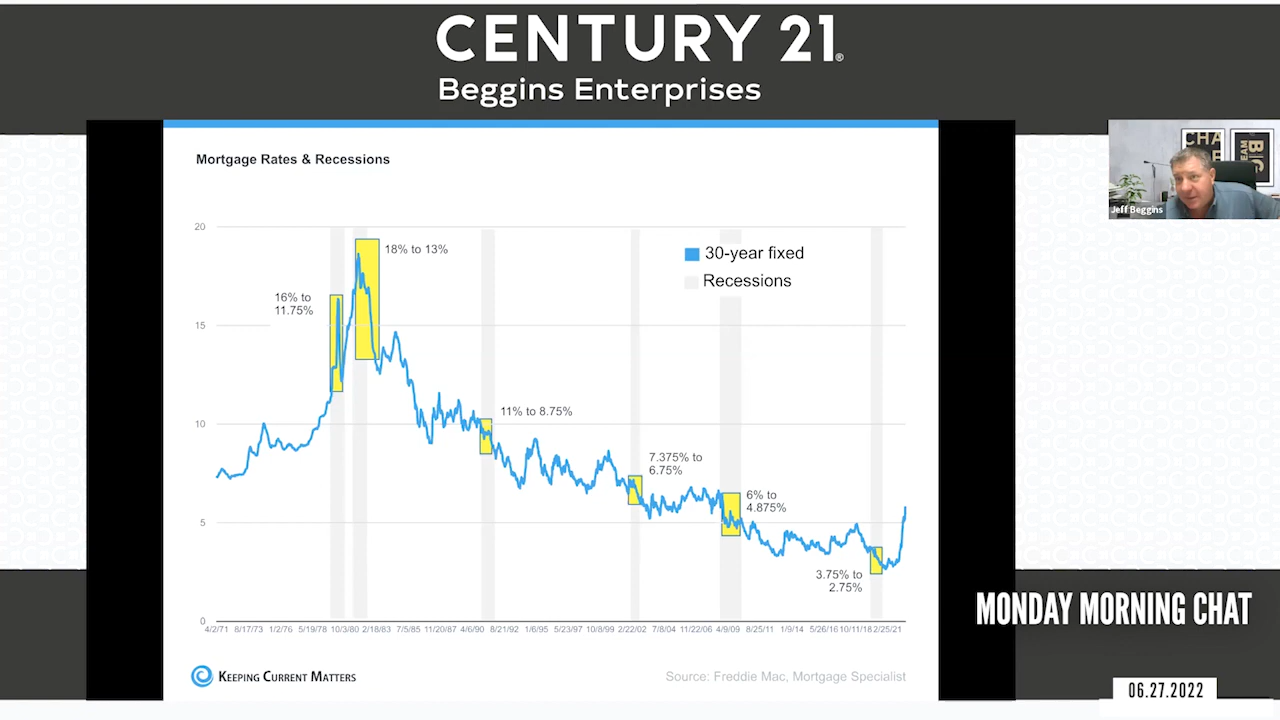 CENTURY 21®
Beggins Enterprises
Mortgage Rates & Recessions
20
15
10
5
0
18% to 13%
16% to
11.75%
11% to 8.75%
7.375% to
6.75%
6% to
4.875%
3.75% to
2.75%
30-year fixed
Recessions
4/2/71 8/17/73 1/2/76 5/19/78 10/3/80 2/18/83 7/5/85 11/20/87 4/6/90 8/21/92 1/6/95 5/23/97 10/8/99 2/22/02 7/8/04 11/22/06 4/9/09 8/25/11 1/9/14 5/26/16 10/11/18 2/25/21
KEEPING CURRENT MATTERS
Source: Freddie Mac, Mortgage Specialist
CHA
BIG
Jeff Beggins
MONDAY MORNING CHAT
06.27.2022